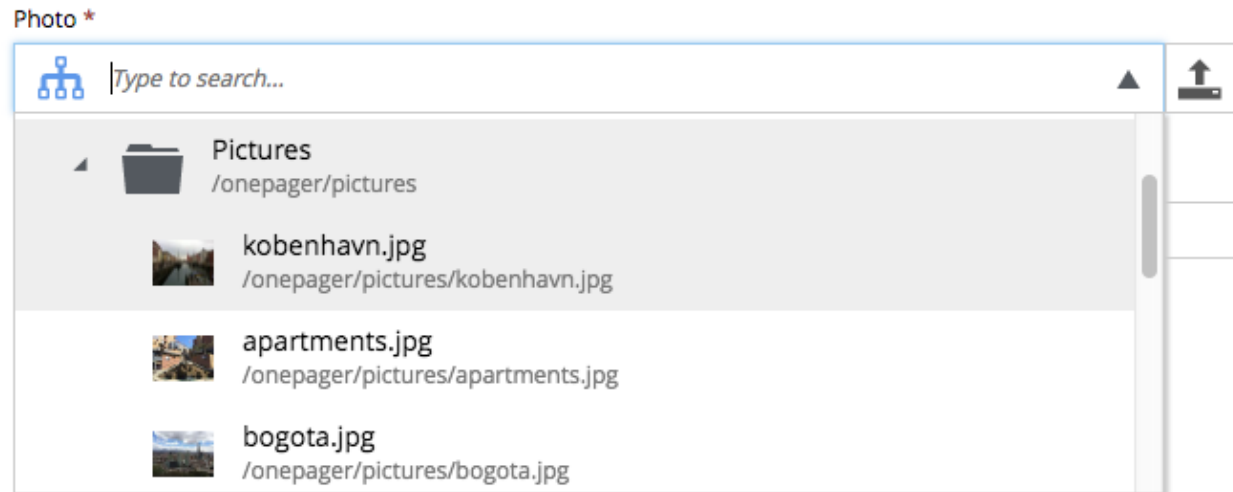 Photo *
Type to search...
Pictures
/onepager/pictures
kobenhavn.jpg
/onepager/pictures/kobenhavn.jpg
apartments.jpg
/onepager/pictures/apartments.jpg
bogota.jpg
/onepager/pictures/bogota.jpg